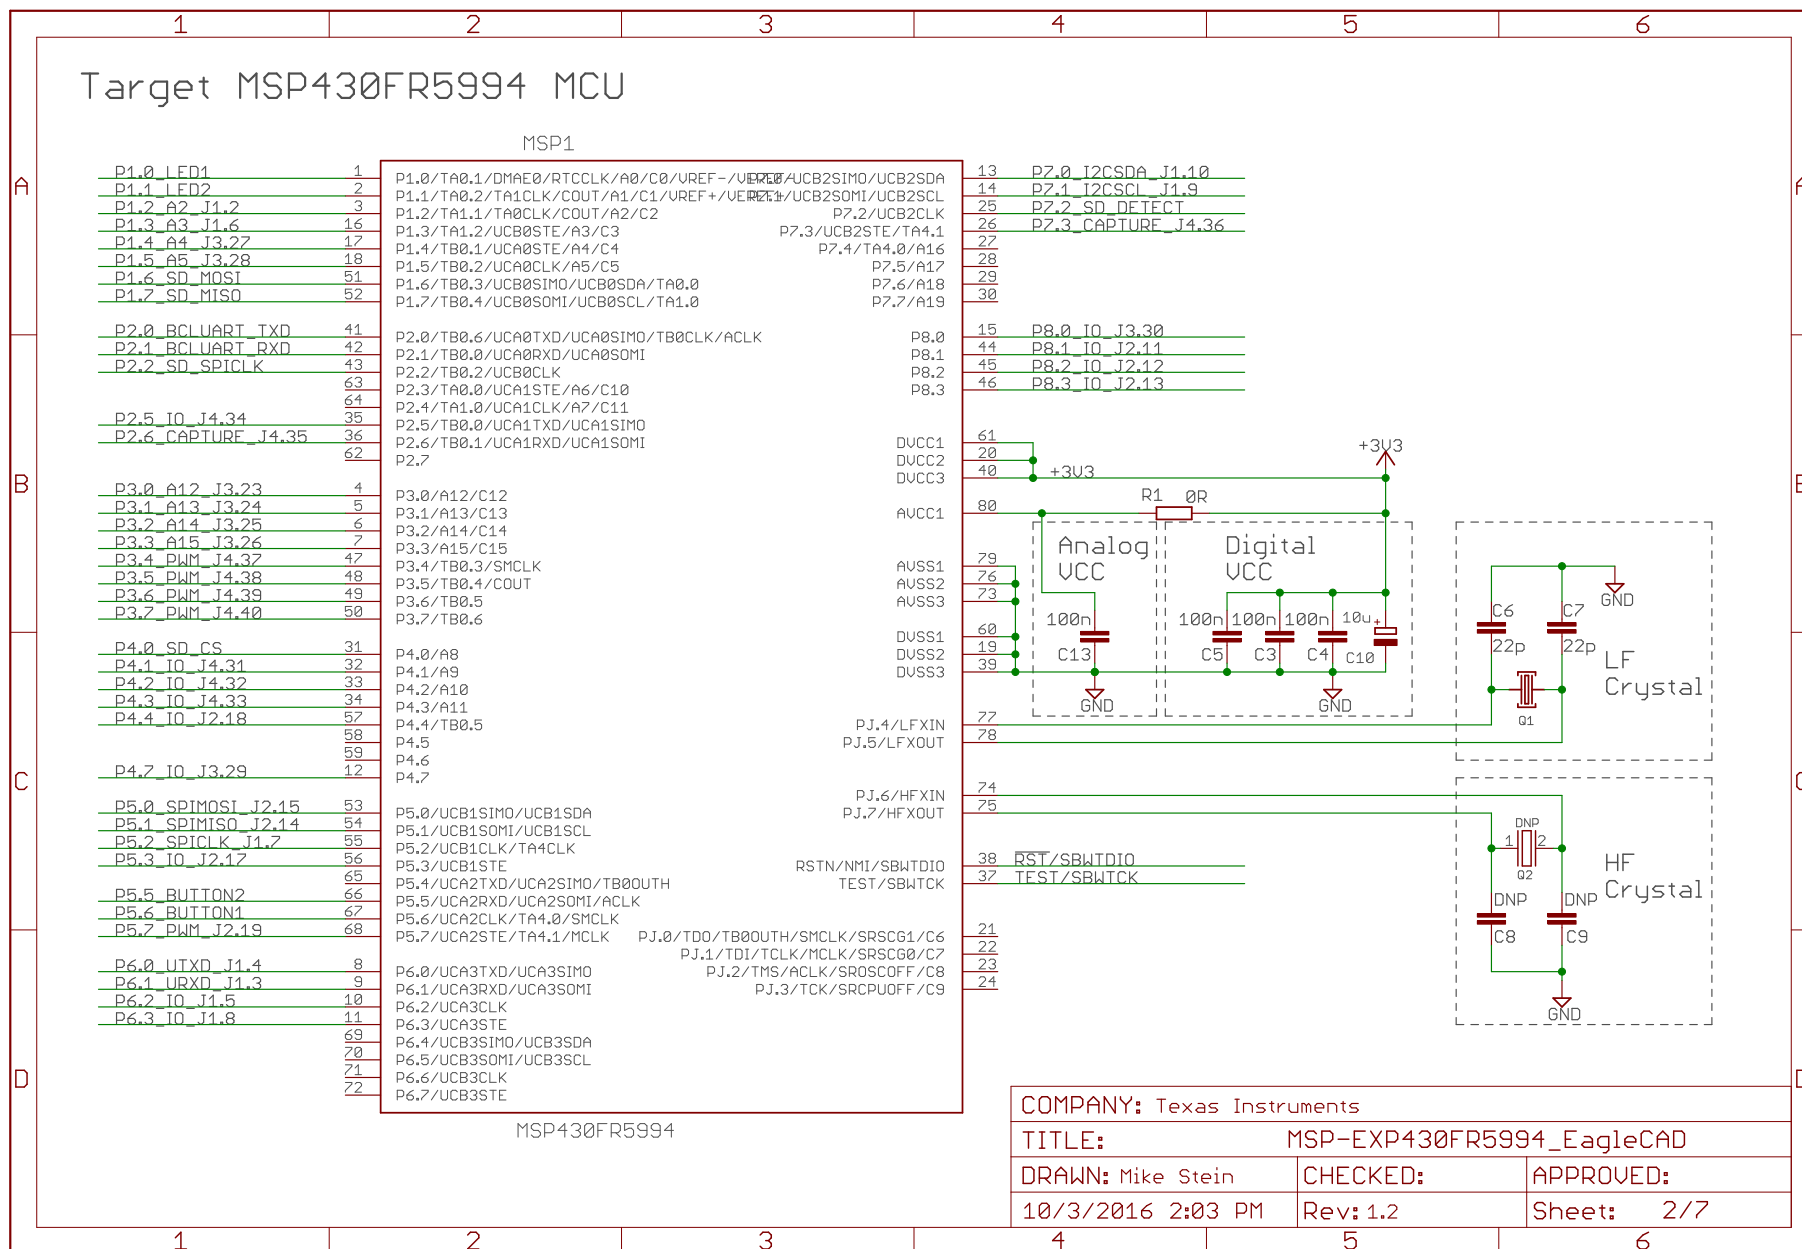 1 2 3 4 5 6
Target MSP430FR5994 MCU
MSP1
A
B
C
D
P1.0_LED1 1 P1.0/TA0.1/DMAE0/RTCCLK/A0/C0/VREF-/VEREF-
P1.1_LED2 2 P1.1/TA0.2/TA1CLK/COUT/A1/C1/VREF+/VEREF+
P1.2_A2_J1.2 3 P1.2/TA1.1/TA0CLK/COUT/A2/C2
P1.3_A3_J1.6 16 P1.3/TA1.2/UCB0STE/A3/C3
P1.4_A4_J3.27 17 P1.4/TB0.1/UCA0STE/A4/C4
P1.5_A5_J3.28 18 P1.5/TB0.2/UCA0CLK/A5/C5
P1.6_SD_MOSI 51 P1.6/TB0.3/UCB0SIMO/UCB0SDA/TA0.0
P1.7_SD_MISO 52 P1.7/TB0.4/UCB0SOMI/UCB0SCL/TA1.0
P2.0_BCLUART_TXD 41 P2.0/TB0.6/UCA0TXD/UCA0SIMO/TB0CLK/ACLK
P2.1_BCLUART_RXD 42 P2.1/TB0.0/UCA0RXD/UCA0SOMI
P2.2_SD_SPICLK 43 P2.2/TB0.2/UCB0CLK
63 P2.3/TA0.0/UCA1STE/A6/C10
64 P2.4/TA1.0/UCA1CLK/A7/C11
P2.5_IO_J4.34 35 P2.5/TB0.0/UCA1TXD/UCA1SIMO
P2.6_CAPTURE_J4.35 36 P2.6/TB0.1/UCA1RXD/UCA1SOMI
62 P2.7
P3.0_A12_J3.23 4 P3.0/A12/C12
P3.1_A13_J3.24 5 P3.1/A13/C13
P3.2_A14_J3.25 6 P3.2/A14/C14
P3.3_A15_J3.26 7 P3.3/A15/C15
P3.4_PWM_J4.37 47 P3.4/TB0.3/SMCLK
P3.5_PWM_J4.38 48 P3.5/TB0.4/COUT
P3.6_PWM_J4.39 49 P3.6/TB0.5
P3.7_PWM_J4.40 50 P3.7/TB0.6
P4.0_SD_CS 31 P4.0/A8
P4.1_IO_J4.31 32 P4.1/A9
P4.2_IO_J4.32 33 P4.2/A10
P4.3_IO_J4.33 34 P4.3/A11
P4.4_IO_J2.18 57 P4.4/TB0.5
58 P4.5
59 P4.6
P4.7_IO_J3.29 12 P4.7
P5.0_SPIMOSI_J2.15 53 P5.0/UCB1SIMO/UCB1SDA
P5.1_SPIMISO_J2.14 54 P5.1/UCB1SOMI/UCB1SCL
P5.2_SPICLK_J1.7 55 P5.2/UCB1CLK/TA4CLK
P5.3_IO_J2.17 56 P5.3/UCB1STE
65 P5.4/UCA2TXD/UCA2SIMO/TB0OUTH
P5.5_BUTTON2 66 P5.5/UCA2RXD/UCA2SOMI/ACLK
P5.6_BUTTON1 67 P5.6/UCA2CLK/TA4.0/SMCLK
P5.7_PWM_J2.19 68 P5.7/UCA2STE/TA4.1/MCLK
P6.0_UTXD_J1.4 8 P6.0/UCA3TXD/UCA3SIMO
P6.1_URXD_J1.3 9 P6.1/UCA3RXD/UCA3SOMI
P6.2_IO_J1.5 10 P6.2/UCA3CLK
P6.3_IO_J1.8 11 P6.3/UCA3STE
69 P6.4/UCB3SIMO/UCB3SDA
70 P6.5/UCB3SOMI/UCB3SCL
71 P6.6/UCB3CLK
72 P6.7/UCB3STE
P7.0/UCB2SIMO/UCB2SDA 13 P7.0_I2CSDA_J1.10
P7.1/UCB2SOMI/UCB2SCL 14 P7.1_I2CSCL_J1.9
P7.2/UCB2CLK 25 P7.2_SD_DETECT
P7.3/UCB2STE/TA4.1 26 P7.3_CAPTURE_J4.36
P7.4/TA4.0/A16 27
P7.5/A17 28
P7.6/A18 29
P7.7/A19 30
P8.0 15 P8.0_IO_J3.30
P8.1 44 P8.1_IO_J2.11
P8.2 45 P8.2_IO_J2.12
P8.3 46 P8.3_IO_J2.13
DVCC1 61
DVCC2 20
DVCC3 40 +3V3
+3V3
AVCC1 80 R1 0R
AVSS1 79
AVSS2 76
AVSS3 73
DVSS1 60
DVSS2 19
DVSS3 39
Analog
VCC
100n
C13
GND
Digital
VCC
100n 100n 100n 10u +
C5 C3 C4 C10
GND
PJ.4/LFXIN 77
PJ.5/LFXOUT 78
GND
C6 C7
22p 22p
LF
Crystal
Q1
PJ.6/HFXIN 74
PJ.7/HFXOUT 75
DNP
1 2
Q2
HF
Crystal
DNP DNP
C8 C9
GND
RSTN/NMI/SBWTDIO 38 RST/SBWTDIO
TEST/SBWTCK 37 TEST/SBWTCK
PJ.0/TDO/TB0OUTH/SMCLK/SRSCG1/C6 21
PJ.1/TDI/TCLK/MCLK/SRSCG0/C7 22
PJ.2/TMS/ACLK/SROSCOFF/C8 23
PJ.3/TCK/SRCPUOFF/C9 24
MSP430FR5994
COMPANY: Texas Instruments
TITLE: MSP-EXP430FR5994_EagleCAD
DRAWN: Mike Stein CHECKED: APPROVED:
10/3/2016 2:03 PM Rev: 1.2 Sheet: 2/7
1 2 3 4 5 6